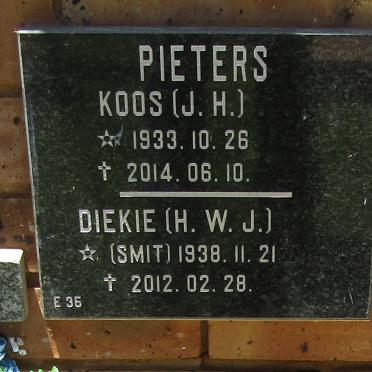 PIETERS
KOOS (J. H.)
☆ 1933. 10. 26
† 2014. 06. 10.
DIEKIE (H. W. J.)
☆ (SMIT) 1938. 11. 21
† 2012. 02. 28.
E 35